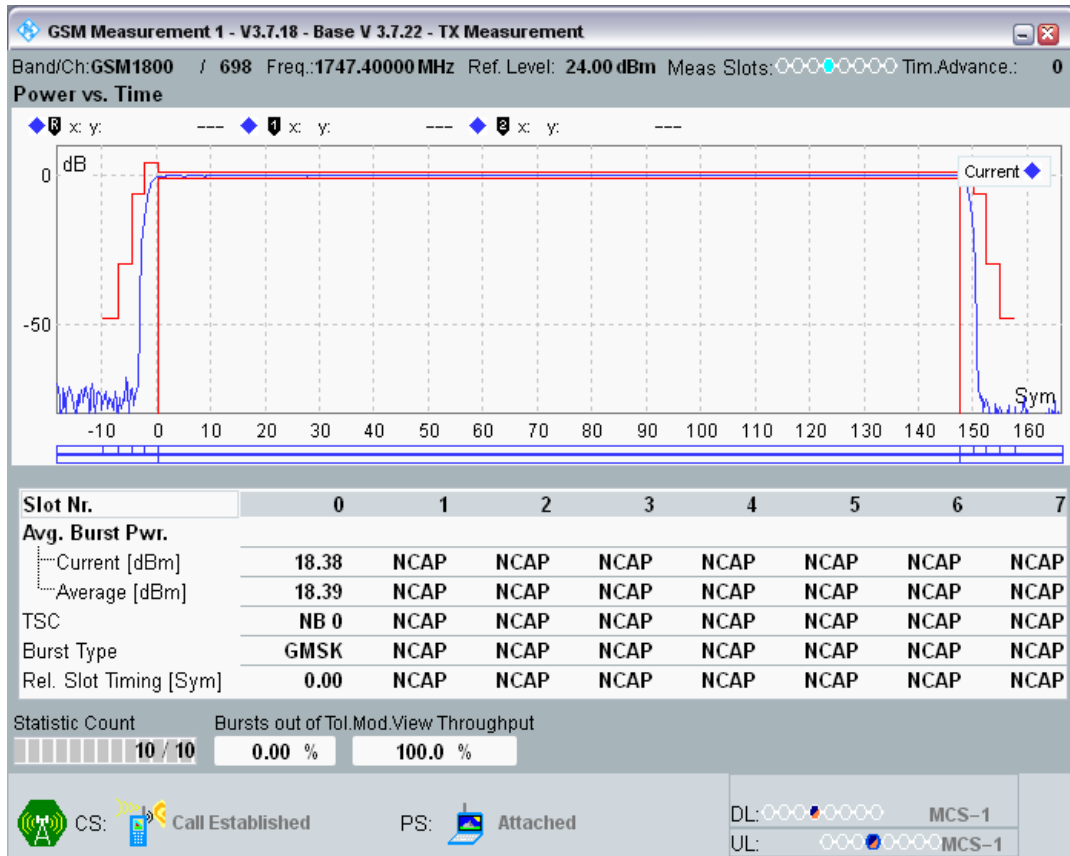 GSM Measurement 1 - V3.7.18 - Base V 3.7.22 - TX Measurement
Band/Ch:GSM1800 / 698 Freq.:1747.40000 MHz Ref. Level: 24.00 dBm Meas Slots: Tim.Advance.: 0
Power vs. Time
R x: y: --- 1 x: y: --- 2 x: y: ---
dB
Current
0
-50
Sym
-10 0 10 20 30 40 50 60 70 80 90 100 110 120 130 140 150 160
Slot Nr. 0 1 2 3 4 5 6 7
Avg. Burst Pwr.
Current [dBm] 18.38 NCAP NCAP NCAP NCAP NCAP NCAP NCAP
Average [dBm] 18.39 NCAP NCAP NCAP NCAP NCAP NCAP NCAP
TSC NB 0 NCAP NCAP NCAP NCAP NCAP NCAP NCAP
Burst Type GMSK NCAP NCAP NCAP NCAP NCAP NCAP NCAP
Rel. Slot Timing [Sym] 0.00 NCAP NCAP NCAP NCAP NCAP NCAP NCAP
Statistic Count Bursts out of Tol.Mod.View Throughput
10 / 10 0.00 % 100.0 %
CS: Call Established PS: Attached
DL: MCS-1
UL: MCS-1